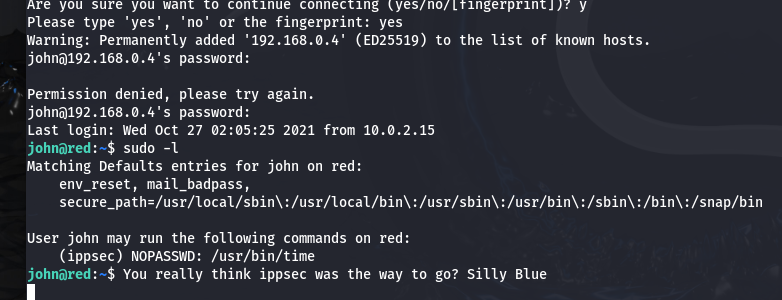 Are you sure you want to continue connecting (yes/no/[fingerprint])? y
Please type 'yes', 'no' or the fingerprint: yes
Warning: Permanently added '192.168.0.4' (ED25519) to the list of known hosts.
john@192.168.0.4's password:
Permission denied, please try again.
john@192.168.0.4's password:
Last login: Wed Oct 27 02:05:25 2021 from 10.0.2.15
john@red:~$ sudo -l
Matching Defaults entries for john on red:
    env_reset, mail_badpass,
    secure_path=/usr/local/sbin\:/usr/local/bin\:/usr/sbin\:/usr/bin\:/sbin\:/bin\:/snap/bin
User john may run the following commands on red:
    (ippsec) NOPASSWD: /usr/bin/time
john@red:~$ You really think ippsec was the way to go? Silly Blue